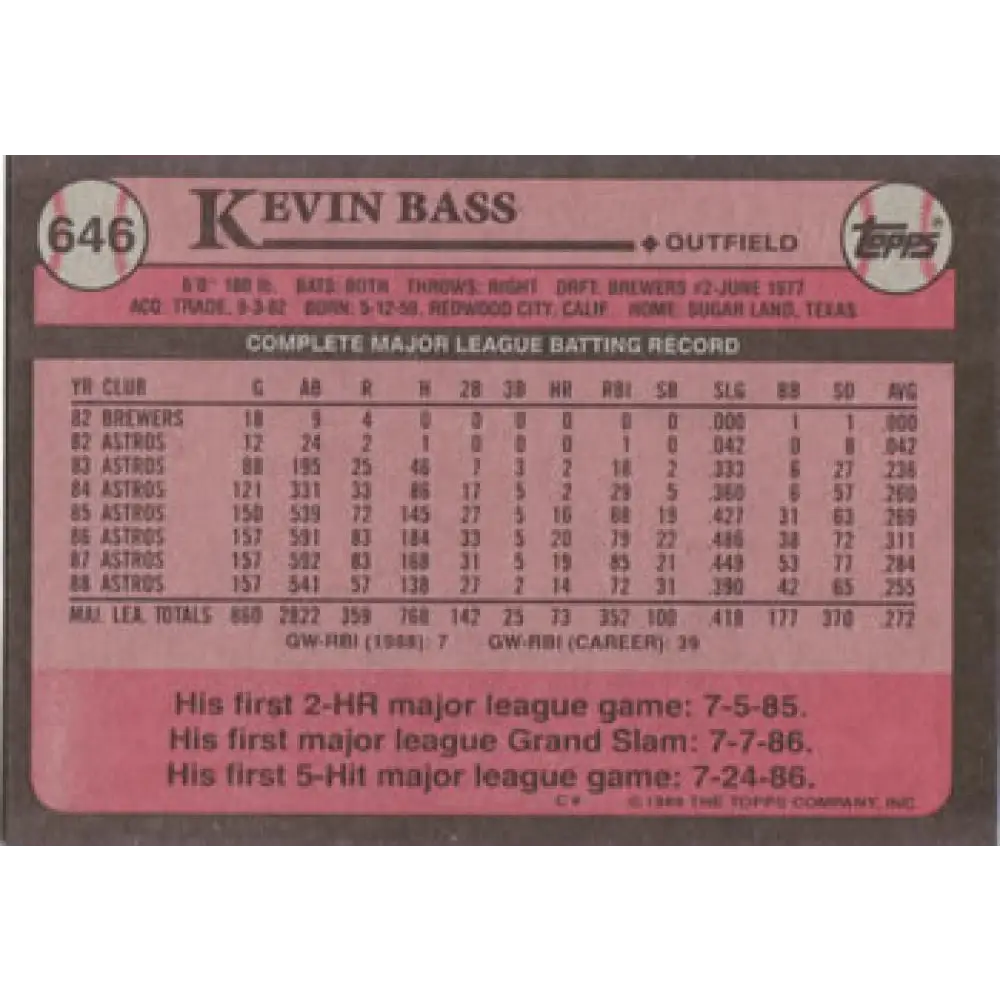 646
KEVIN BASS
OUTFIELD
topps®
6'0" 180 lb. BATS: BOTH THROWS: RIGHT DRFT: BREWERS #2-JUNE 1977
ACQ: TRADE, 9-3-82 BORN: 5-12-59, REDWOOD CITY, CALIF HOME: SUGAR LAND, TEXAS
COMPLETE MAJOR LEAGUE BATTING RECORD
YR CLUB G AB R H 2B 3B HR RBI SB SLG BB SO AVG
82 BREWERS 18 9 4 0 0 0 0 0 0 .000 1 1 .000
82 ASTROS 12 24 2 1 0 0 0 1 0 .042 0 8 .042
83 ASTROS 88 195 25 46 7 3 2 18 2 .333 6 27 .236
84 ASTROS 121 331 33 86 17 5 2 29 5 .360 6 57 .260
85 ASTROS 150 539 72 145 27 5 16 68 19 .427 31 63 .269
86 ASTROS 157 591 83 184 33 5 20 79 22 .486 38 72 .311
87 ASTROS 157 592 83 168 31 5 19 85 21 .449 53 77 .284
88 ASTROS 157 541 57 138 27 2 14 72 31 .390 42 65 .255
MAJ. LEA. TOTALS 860 2822 359 768 142 25 73 352 100 .418 177 370 .272
GW-RBI (1988): 7 GW-RBI (CAREER): 39
His first 2-HR major league game: 7-5-85.
His first major league Grand Slam: 7-7-86.
His first 5-Hit major league game: 7-24-86.
C* © 1989 THE TOPPS COMPANY, INC.